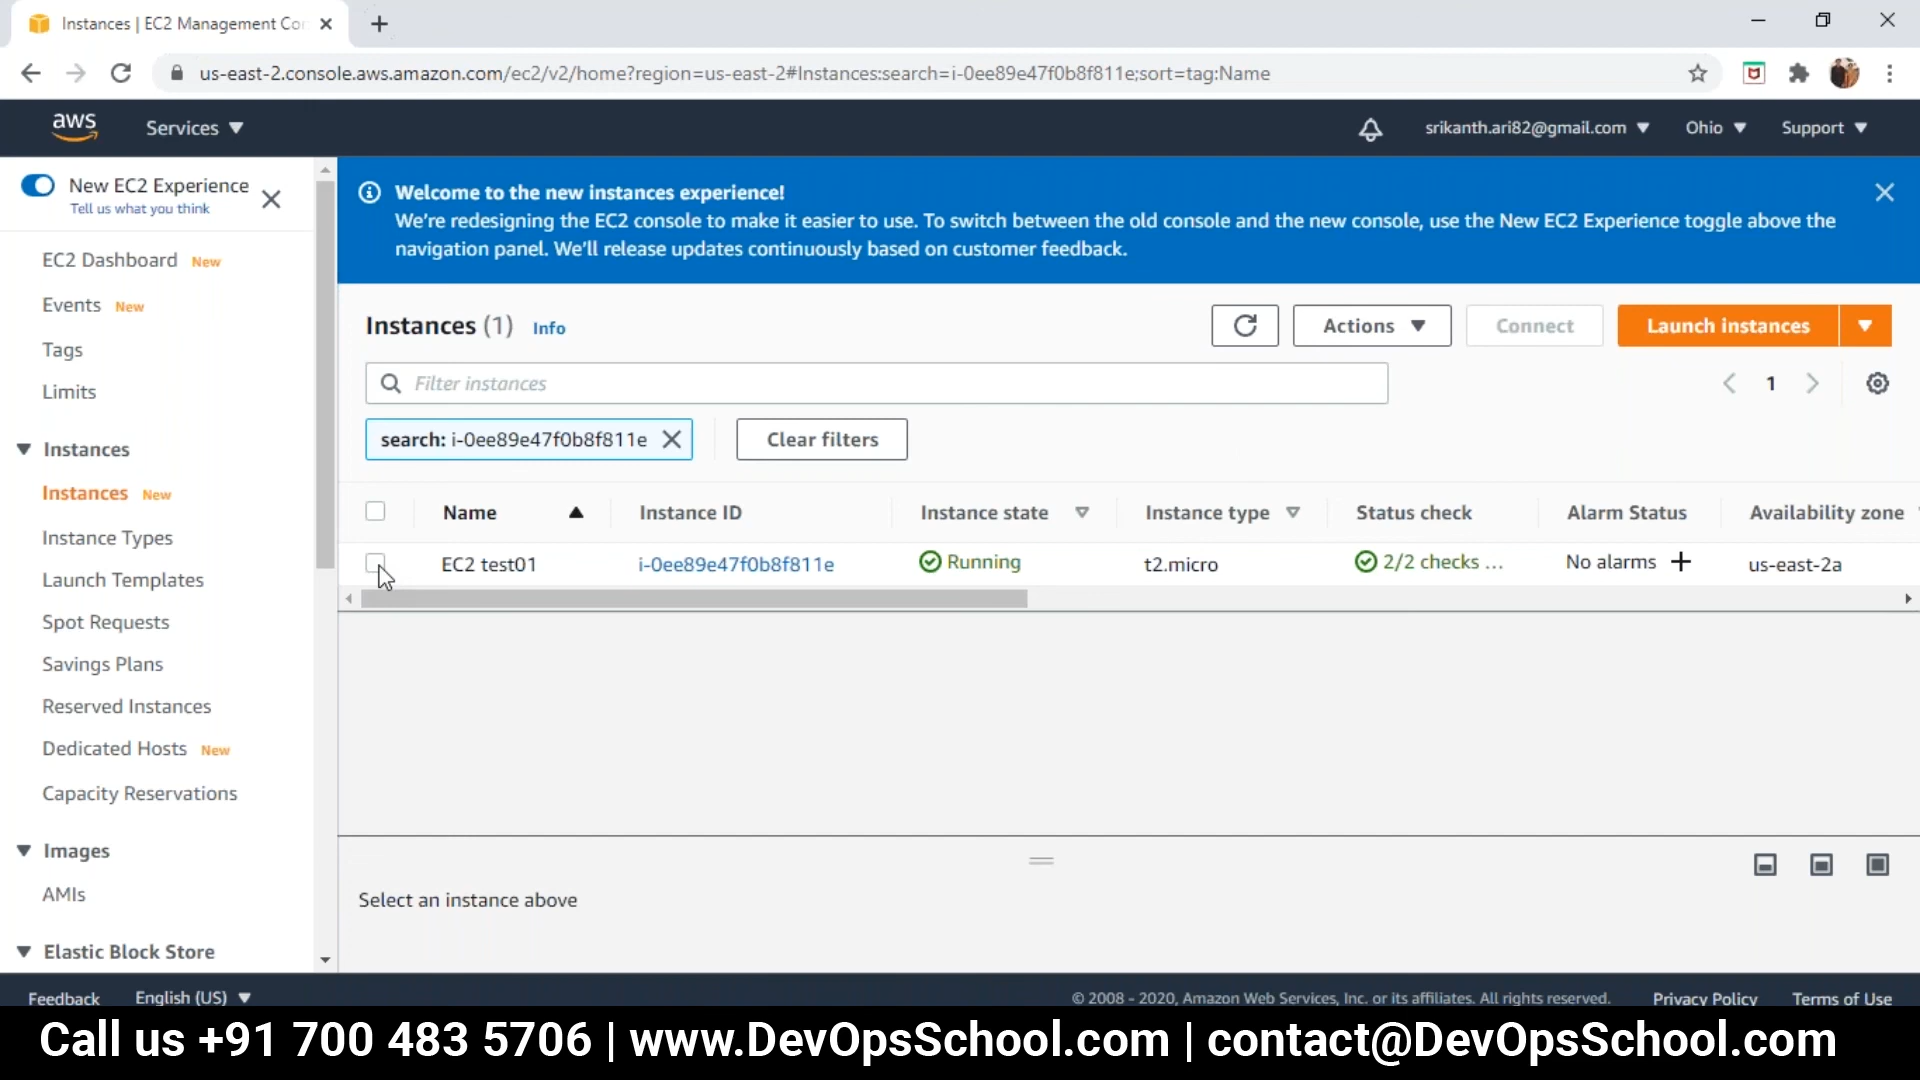 Instances | EC2 Management Co
us-east-2.console.aws.amazon.com/ec2/v2/home?region=us-east-2#Instances:search=i-0ee89e47f0b8f811e;sort=tag:Name
aws
Services
srikanth.ari82@gmail.com
Ohio
Support
New EC2 Experience
Tell us what you think
EC2 Dashboard New
Events New
Tags
Limits
Instances
Instances New
Instance Types
Launch Templates
Spot Requests
Savings Plans
Reserved Instances
Dedicated Hosts New
Capacity Reservations
Images
AMIs
Elastic Block Store
Welcome to the new instances experience!
We're redesigning the EC2 console to make it easier to use. To switch between the old console and the new console, use the New EC2 Experience toggle above the
navigation panel. We'll release updates continuously based on customer feedback.
Instances (1) Info
Actions
Connect
Launch instances
Filter instances
1
search: i-0ee89e47f0b8f811e
Clear filters
Name Instance ID Instance state Instance type Status check Alarm Status Availability zone
EC2 test01 i-0ee89e47f0b8f811e Running t2.micro 2/2 checks ... No alarms + us-east-2a
Select an instance above
Feedback English (US) © 2008 - 2020, Amazon Web Services, Inc. or its affiliates. All rights reserved. Privacy Policy Terms of Use
Call us +91 700 483 5706 | www.DevOpsSchool.com | contact@DevOpsSchool.com